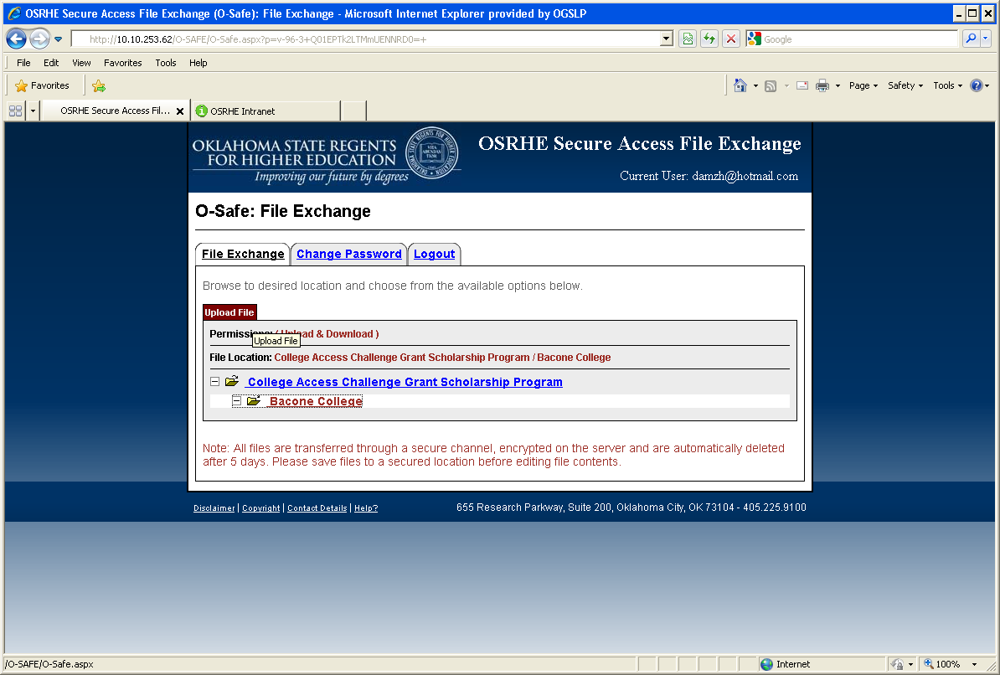 OSRHE Secure Access File Exchange (O-Safe): File Exchange - Microsoft Internet Explorer provided by OGSLP
http://10.10.253.62/O-SAFE/O-Safe.aspx?p=v-96-3+Q01EPTk2LTMmUENNRD0=+
Google
File Edit View Favorites Tools Help
Favorites
Page Safety Tools
OSRHE Secure Access Fil... OSRHE Intranet
OKLAHOMA STATE REGENTS
FOR HIGHER EDUCATION
Improving our future by degrees
OSRHE Secure Access File Exchange
Current User: damzh@hotmail.com
O-Safe: File Exchange
File Exchange Change Password Logout
Browse to desired location and choose from the available options below.
Upload File
Permissions: ( Upload & Download )
Upload File
File Location: College Access Challenge Grant Scholarship Program / Bacone College
College Access Challenge Grant Scholarship Program
Bacone College
Note: All files are transferred through a secure channel, encrypted on the server and are automatically deleted
after 5 days. Please save files to a secured location before editing file contents.
Disclaimer | Copyright | Contact Details | Help?
655 Research Parkway, Suite 200, Oklahoma City, OK 73104 - 405.225.9100
/O-SAFE/O-Safe.aspx
Internet
100%